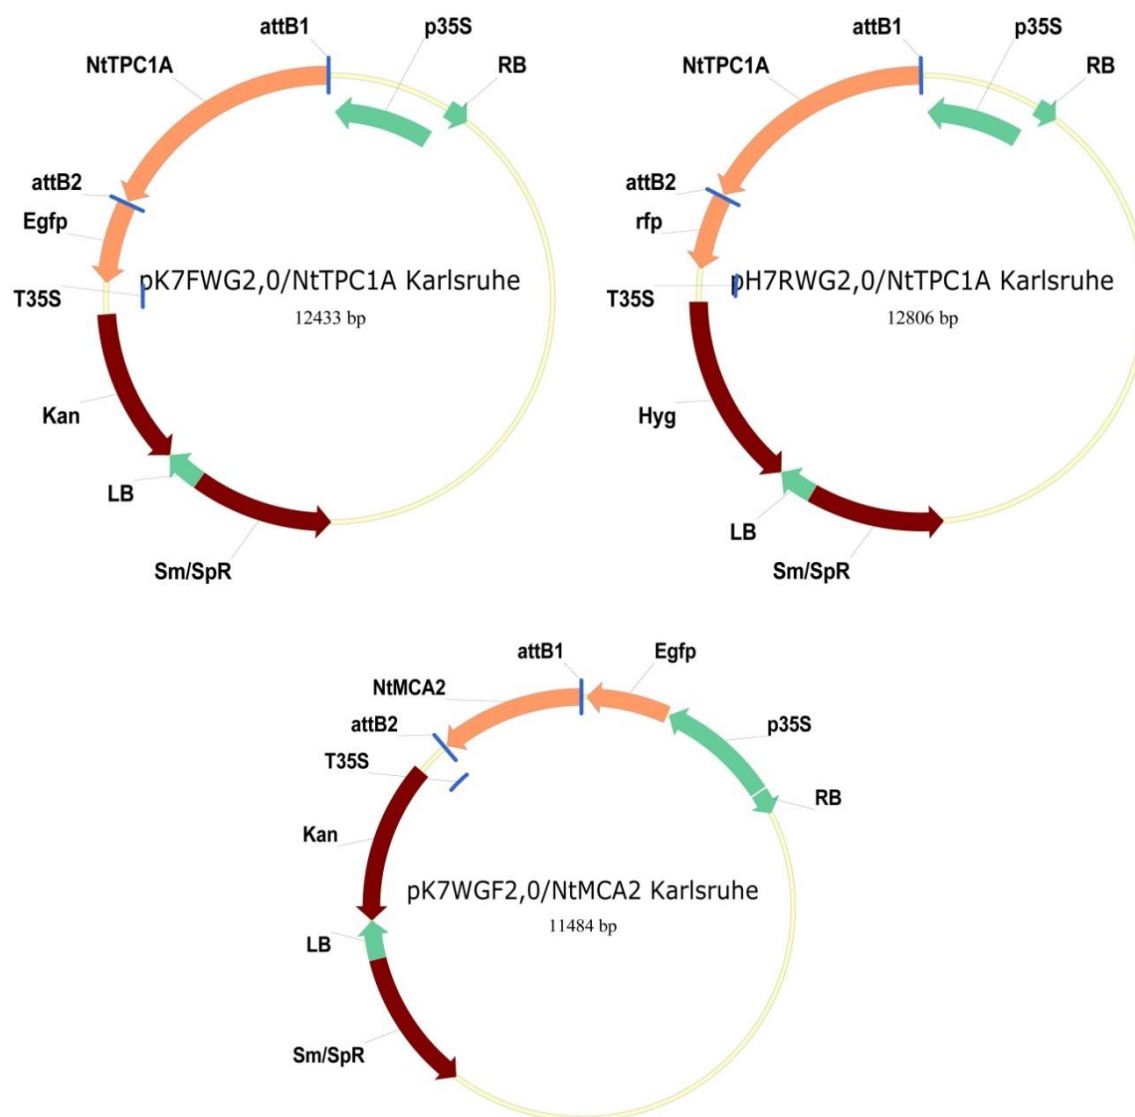 attB1
p35S
NtTPC1A
RB
attB2
Egfp
pK7FWG2,0/NtTPC1A Karlsruhe
T35S
12433 bp
Kan
LB
Sm/SpR
attB1
p35S
NtTPC1A
RB
attB2
rfp
pH7RWG2,0/NtTPC1A Karlsruhe
T35S
12806 bp
Hyg
LB
Sm/SpR
attB1
Egfp
NtMCA2
attB2
p35S
T35S
RB
Kan
pK7WGF2,0/NtMCA2 Karlsruhe
11484 bp
LB
Sm/SpR